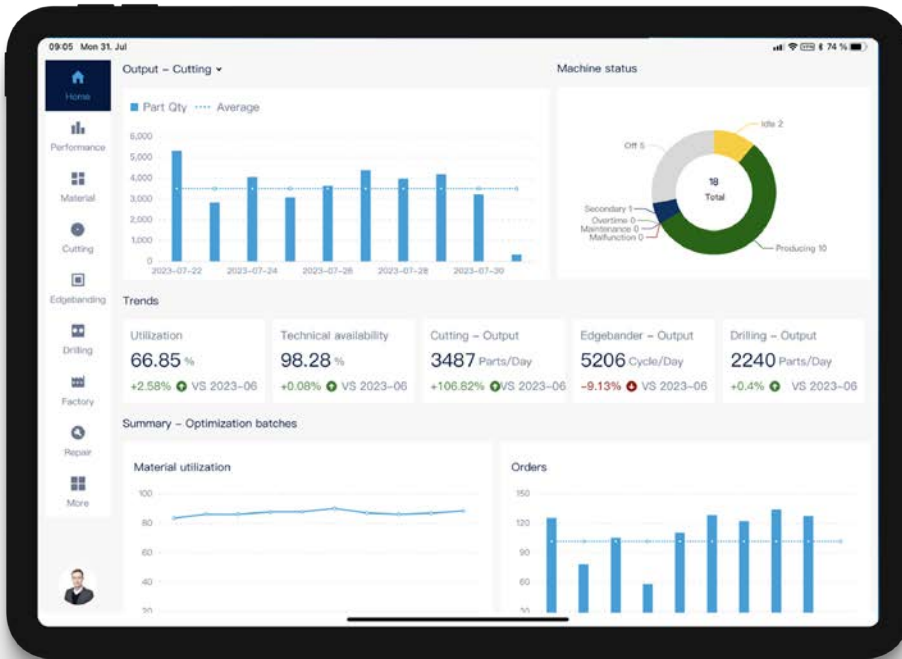 09:05 Mon 31. Jul
74 %
Home
Performance
Material
Cutting
Edgebanding
Drilling
Factory
Repair
More
Output – Cutting
Part Qty
Average
6,000
5,000
4,000
3,000
2,000
1,000
0
2023-07-22 2023-07-24 2023-07-26 2023-07-28 2023-07-30
Machine status
Idle 2
Off 5
18
Total
Secondary 1
Overtime 0
Maintenance 0
Malfunction 0
Producing 10
Trends
Utilization
66.85 %
+2.58% VS 2023-06
Technical availability
98.28 %
+0.08% VS 2023-06
Cutting – Output
3487 Parts/Day
+106.82% VS 2023-06
Edgebander – Output
5206 Cycle/Day
-9.13% VS 2023-06
Drilling – Output
2240 Parts/Day
+0.4% VS 2023-06
Summary – Optimization batches
Material utilization
100
80
60
40
20
Orders
150
120
90
60
30